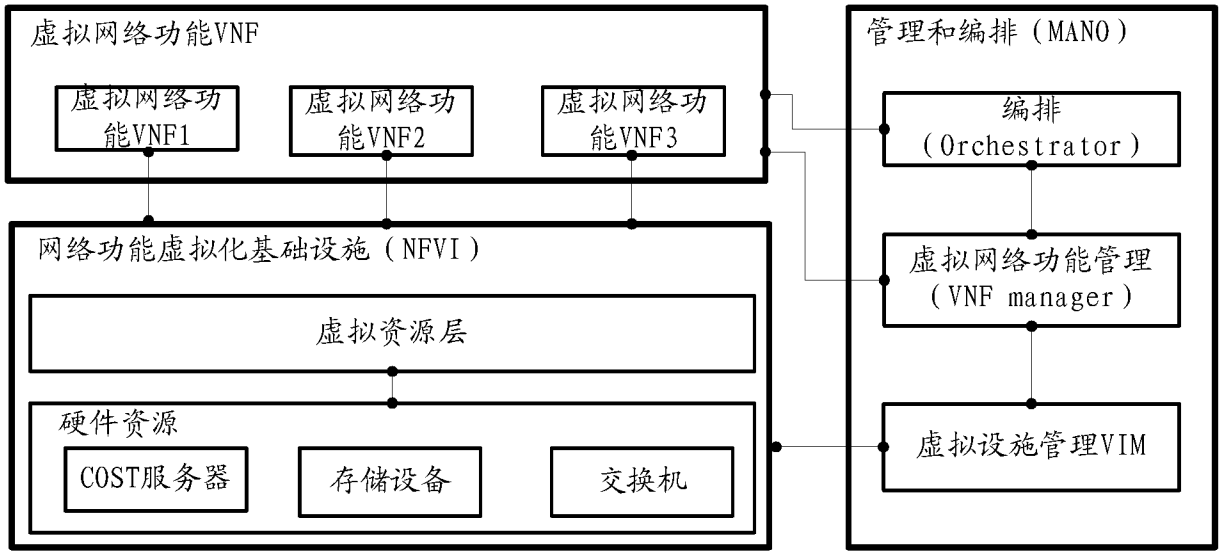 虚拟网络功能VNF
虚拟网络功
能VNF1
虚拟网络功
能VNF2
虚拟网络功
能VNF3
网络功能虚拟化基础设施(NFVI)
虚拟资源层
硬件资源
COST服务器
存储设备
交换机
管理和编排(MANO)
编排
(Orchestrator)
虚拟网络功能管理
(VNF manager)
虚拟设施管理VIM